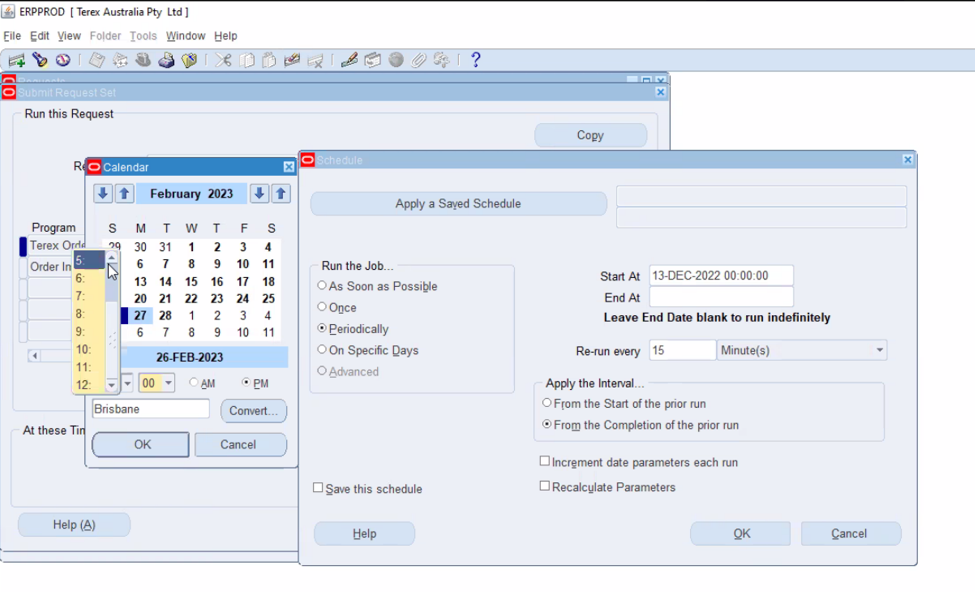 ERPPROD [ Terex Australia Pty Ltd ]
File Edit View Folder Tools Window Help
Requests
Submit Request Set
Run this Request
Copy
Calendar
February 2023
S M T W T F S
29 30 31 1 2 3 4
6 7 8 9 10 11
13 14 15 16 17 18
20 21 22 23 24 25
27 28 1 2 3 4
6 7 8 9 10 11
26-FEB-2023
5:
6:
7:
8:
9:
10:
11:
12:
00 AM PM
Brisbane Convert...
OK Cancel
Program
Terex Orde
Order In
At these Tin
Help (A)
Schedule
Apply a Saved Schedule
Run the Job...
As Soon as Possible
Once
Periodically
On Specific Days
Advanced
Start At 13-DEC-2022 00:00:00
End At
Leave End Date blank to run indefinitely
Re-run every 15 Minute(s)
Apply the Interval...
From the Start of the prior run
From the Completion of the prior run
Increment date parameters each run
Save this schedule
Recalculate Parameters
Help OK Cancel